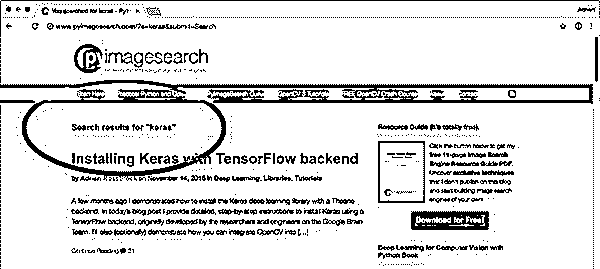 You searched for keras - Py
Adrian
www.pyimagesearch.com/?s=keras&submit=Search
pyimagesearch
Start Here
PyImageSearch Gurus
OpenCV 3 Tutorials
FREE OpenCV Crash Course
Search results for "keras"
Installing Keras with TensorFlow backend
by Adrian Rosebrock on November 14, 2016 in Deep Learning, Libraries, Tutorials
A few months ago I demonstrated how to install the Keras deep learning library with a Theano
backend. In today's blog post I provide detailed, step-by-step instructions to install Keras using a
TensorFlow backend, originally developed by the researchers and engineers on the Google Brain
Team. I'll also (optionally) demonstrate how you can integrate OpenCV into [...]
Continue Reading
Resource Guide (it's totally free).
Click the button below to get my
free 11-page Image Search
Engine Resource Guide PDF.
Uncover exclusive techniques
that I don't publish on this blog
and start building image search
engines of your own.
Download for Free!
Deep Learning for Computer Vision with
Python Book